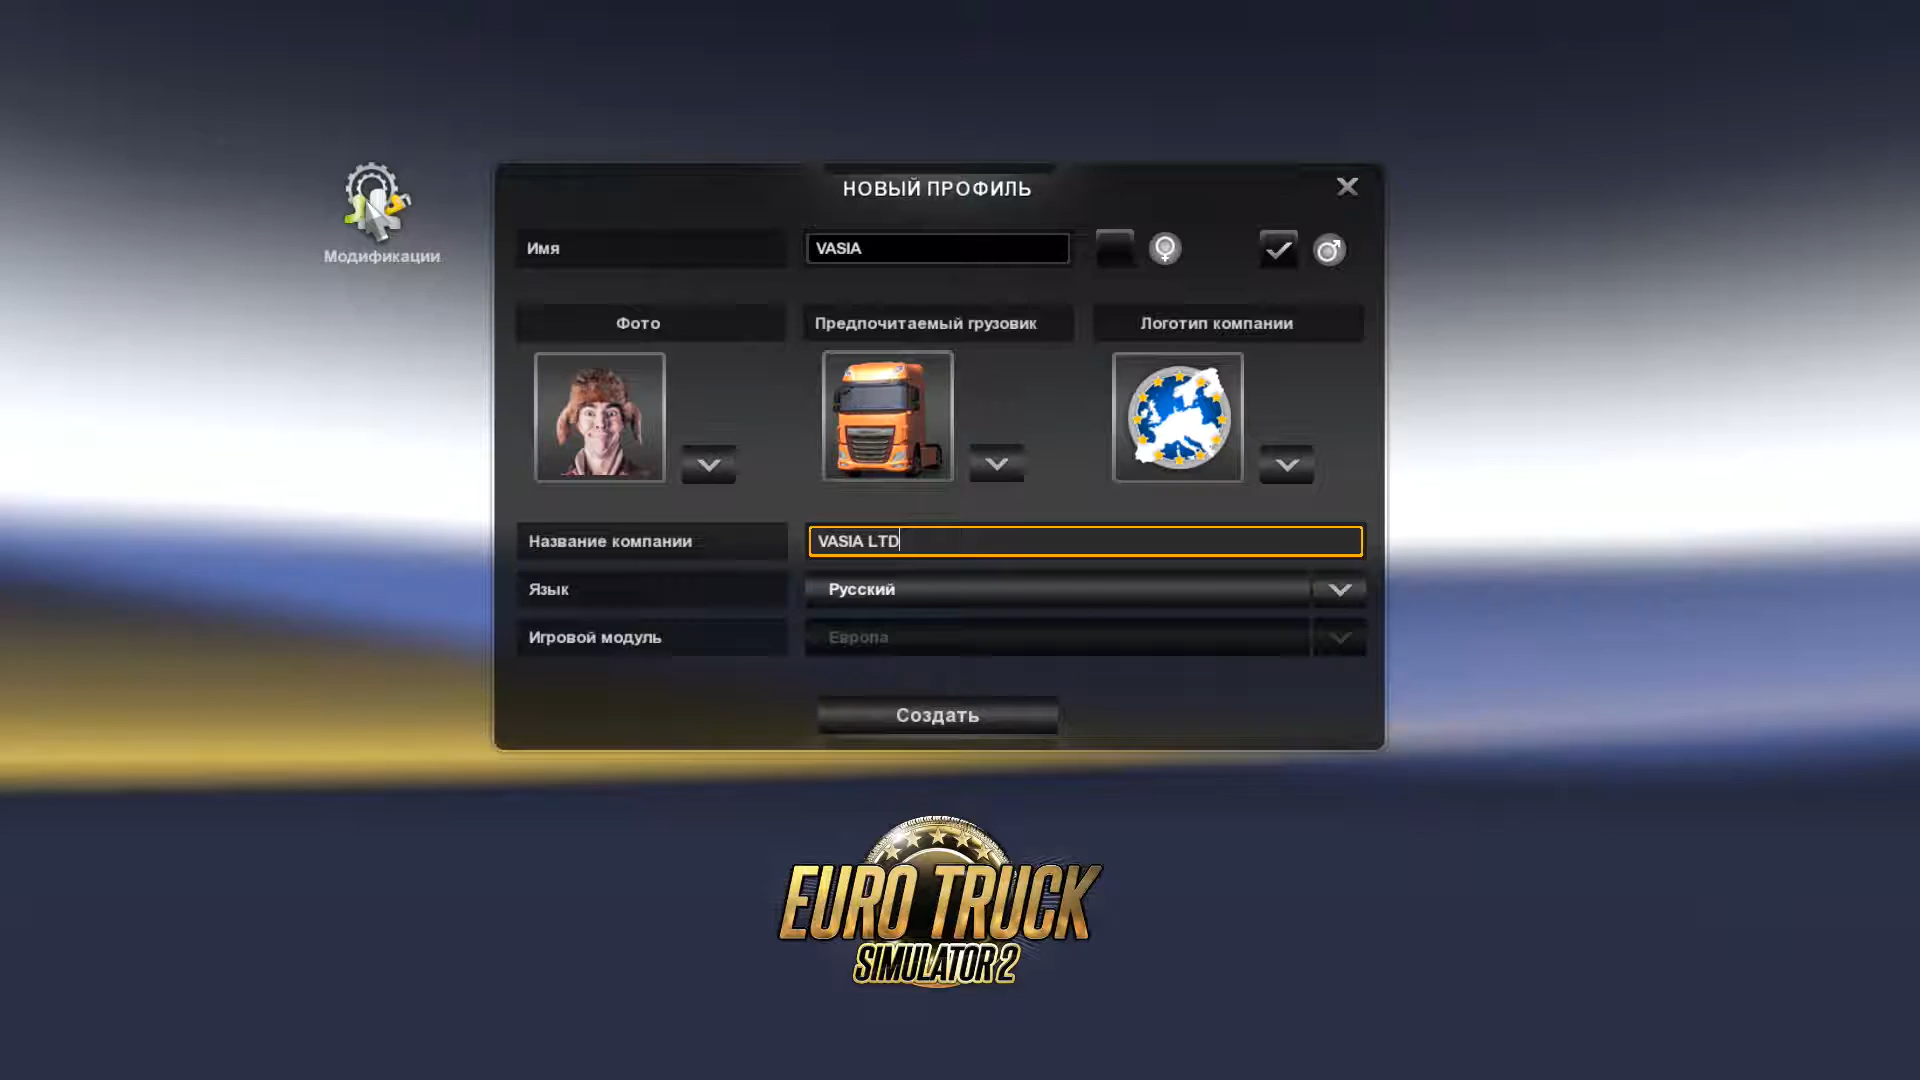 НОВЫЙ ПРОФИЛЬ
Модификации
Имя
VASIA
Фото
Предпочитаемый грузовик
Логотип компании
Название компании
VASIA LTD
Язык
Русский
Игровой модуль
Европа
Создать
EURO TRUCK
SIMULATOR 2